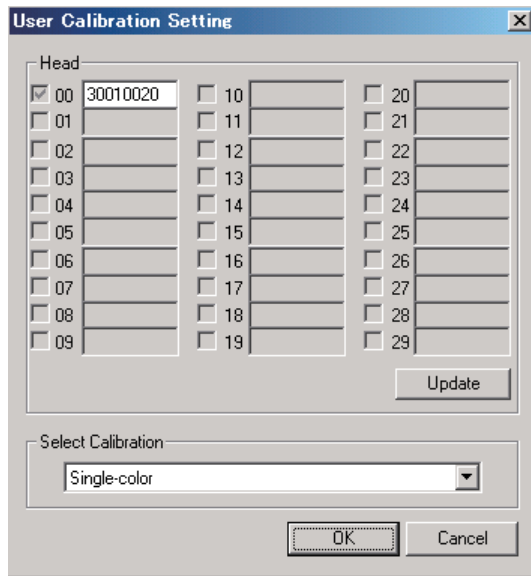 User Calibration Setting
Head
00 30010020 10 20
01 11 21
02 12 22
03 13 23
04 14 24
05 15 25
06 16 26
07 17 27
08 18 28
09 19 29
Update
Select Calibration
Single-color
OK Cancel